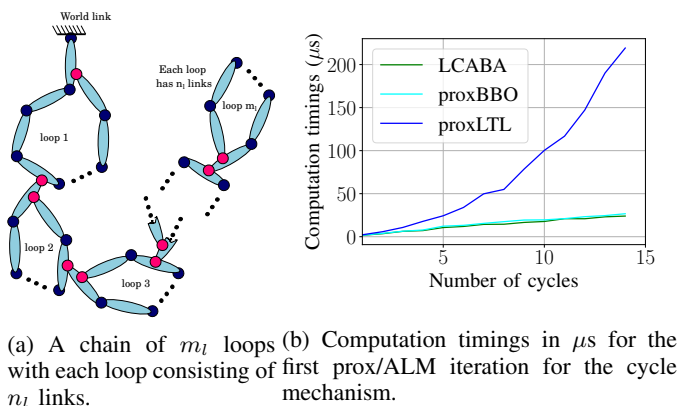 World link
Each loop
has n_l links
loop m_l
loop 1
loop 2
loop 3
Computation timings (μs)
200
150
100
50
0
LCABA
proxBBO
proxLTL
5
10
15
Number of cycles
(a) A chain of m_l loops
with each loop consisting of
n_l links.
(b) Computation timings in μs for the
first prox/ALM iteration for the cycle
mechanism.